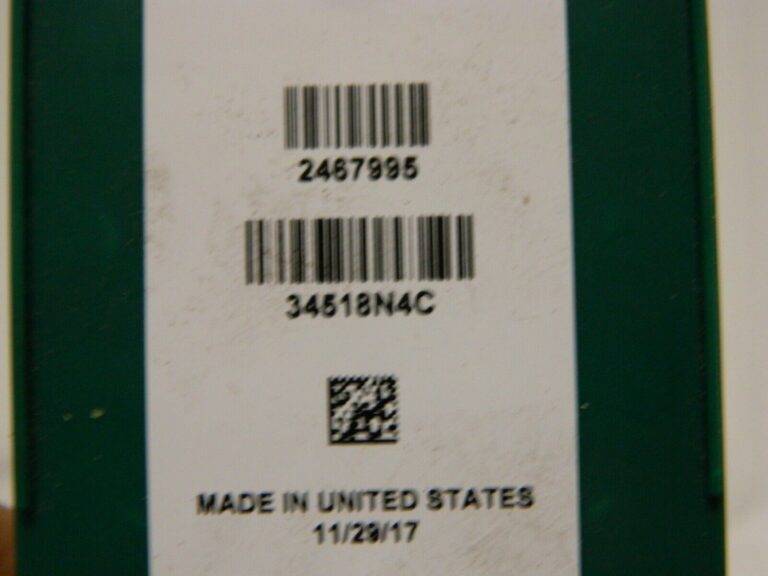 2467995
34518N4C
MADE IN UNITED STATES
11/29/17